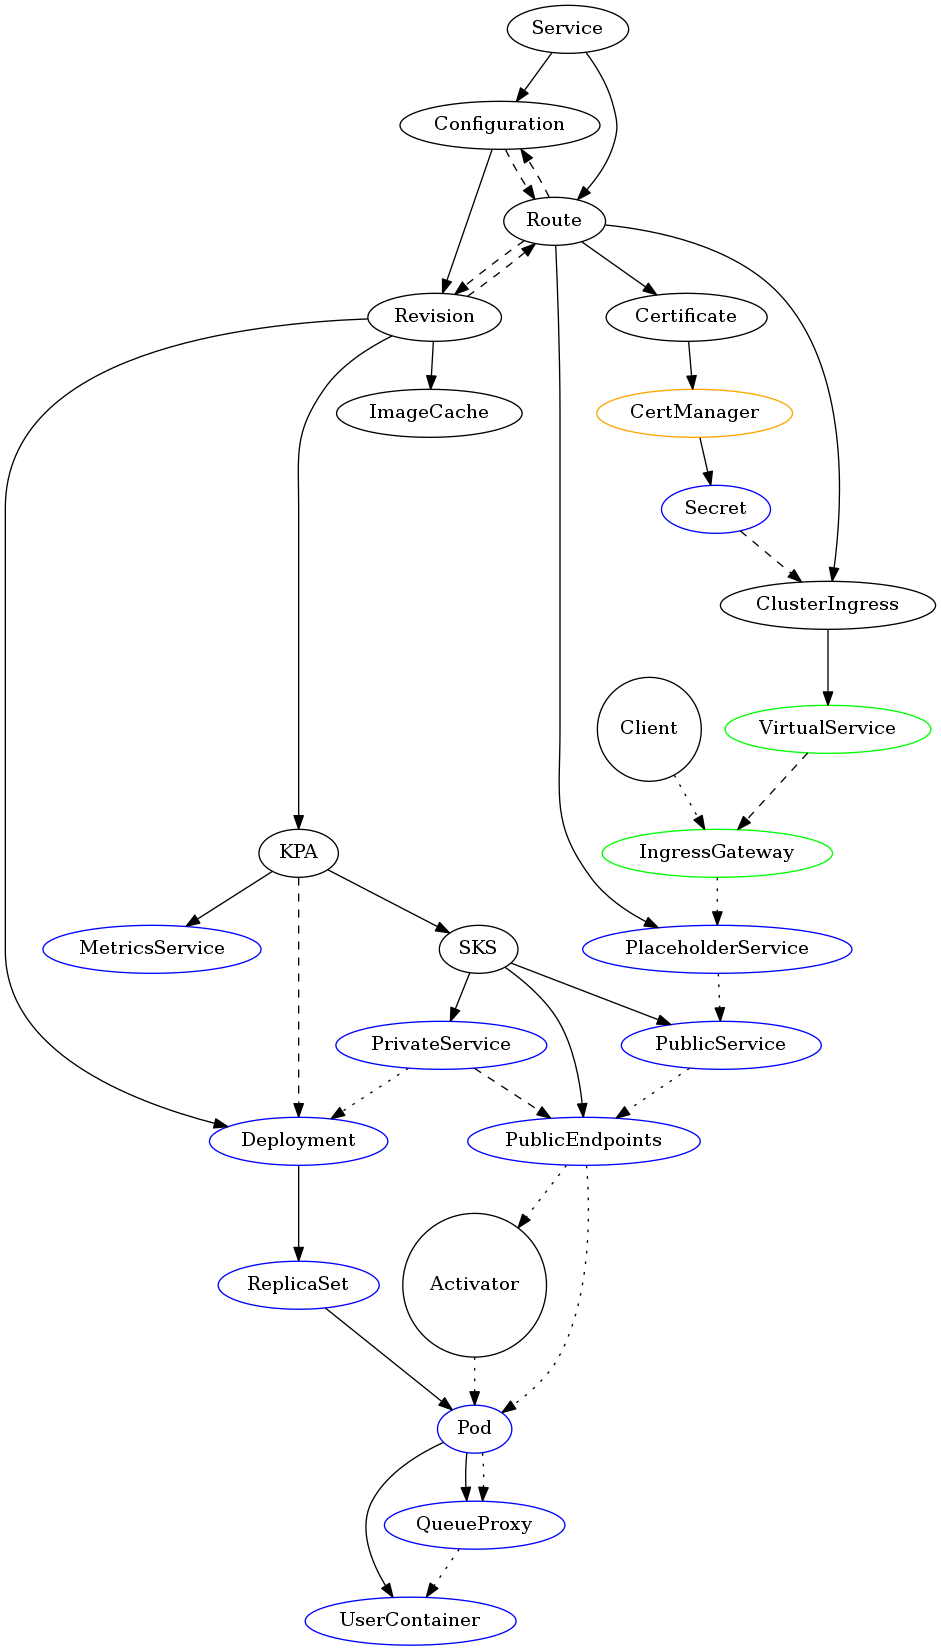 Service
Configuration
Route
Revision
Certificate
ImageCache
CertManager
Secret
ClusterIngress
Client
VirtualService
KPA
IngressGateway
MetricsService
SKS
PlaceholderService
PrivateService
PublicService
Deployment
PublicEndpoints
ReplicaSet
Activator
Pod
QueueProxy
UserContainer